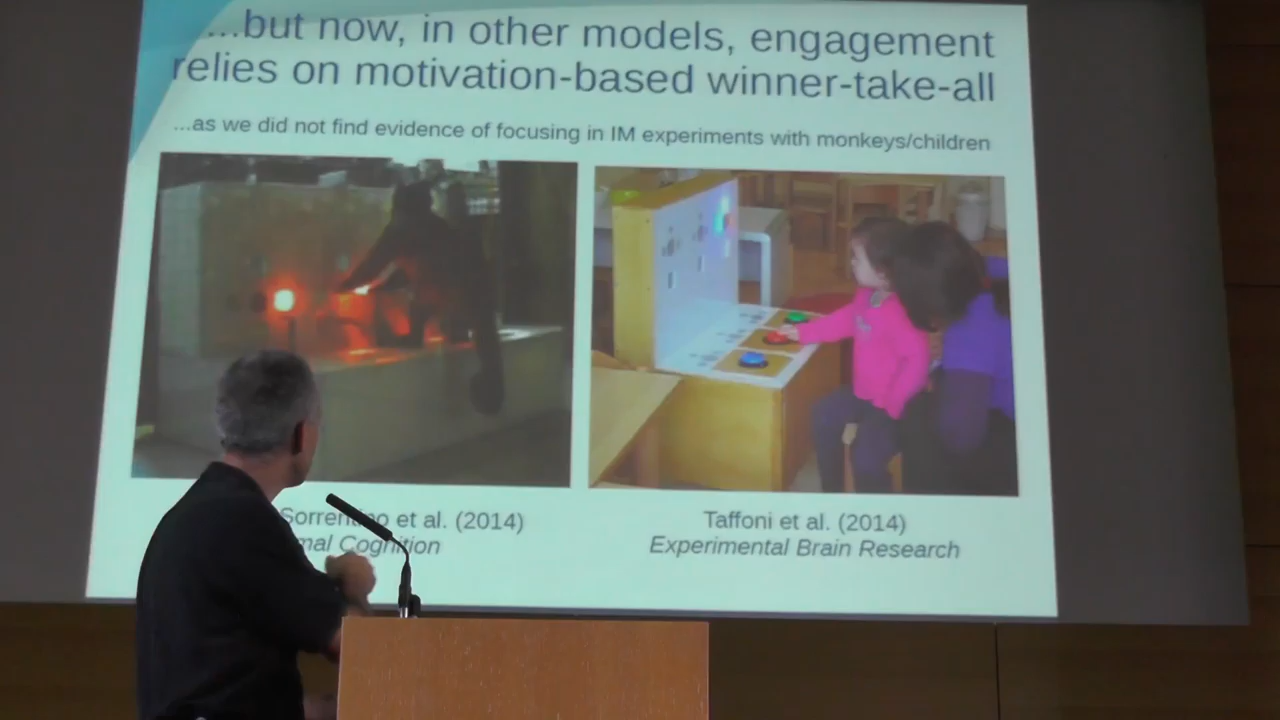 ...but now, in other models, engagement
relies on motivation-based winner-take-all
...as we did not find evidence of focusing in IM experiments with monkeys/children
Sorrentino et al. (2014)
Cognition
Taffoni et al. (2014)
Experimental Brain Research